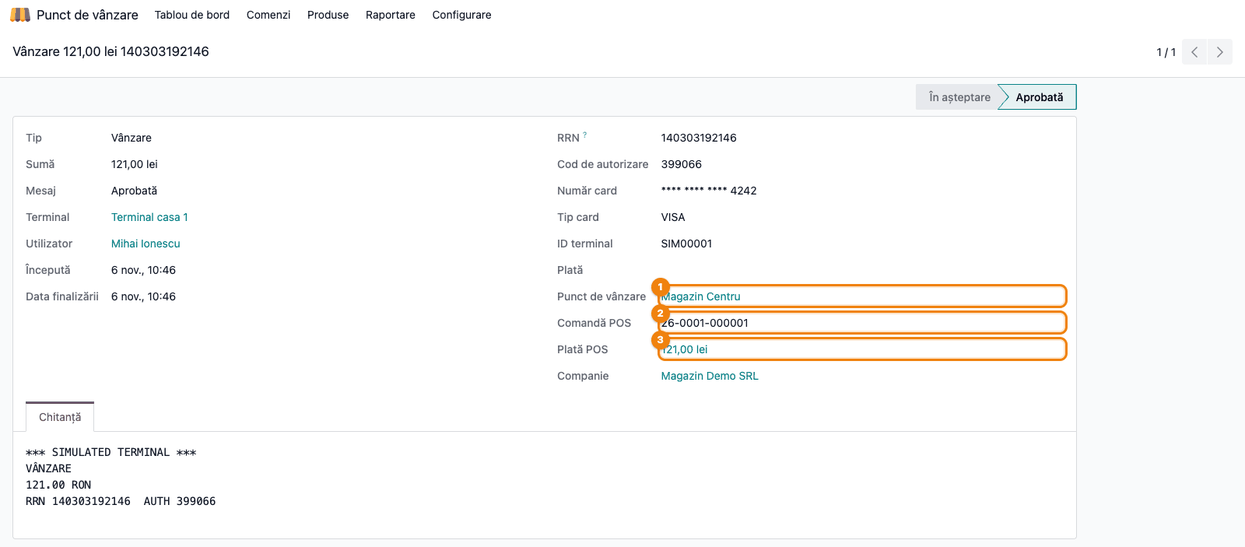 Punct de vânzare Tablou de bord Comenzi Produse Raportare Configurare
Vânzare 121,00 lei 140303192146
1 / 1
În așteptare Aprobată
Tip Vânzare
Sumă 121,00 lei
Mesaj Aprobată
Terminal Terminal casa 1
Utilizator Mihai Ionescu
Începută 6 nov., 10:46
Data finalizării 6 nov., 10:46
RRN ? 140303192146
Cod de autorizare 399066
Număr card **** **** **** 4242
Tip card VISA
ID terminal SIM00001
Plată
Punct de vânzare 1 Magazin Centru
Comandă POS 2 26-0001-000001
Plată POS 3 121,00 lei
Companie Magazin Demo SRL
Chitanță
*** SIMULATED TERMINAL ***
VÂNZARE
121.00 RON
RRN 140303192146 AUTH 399066